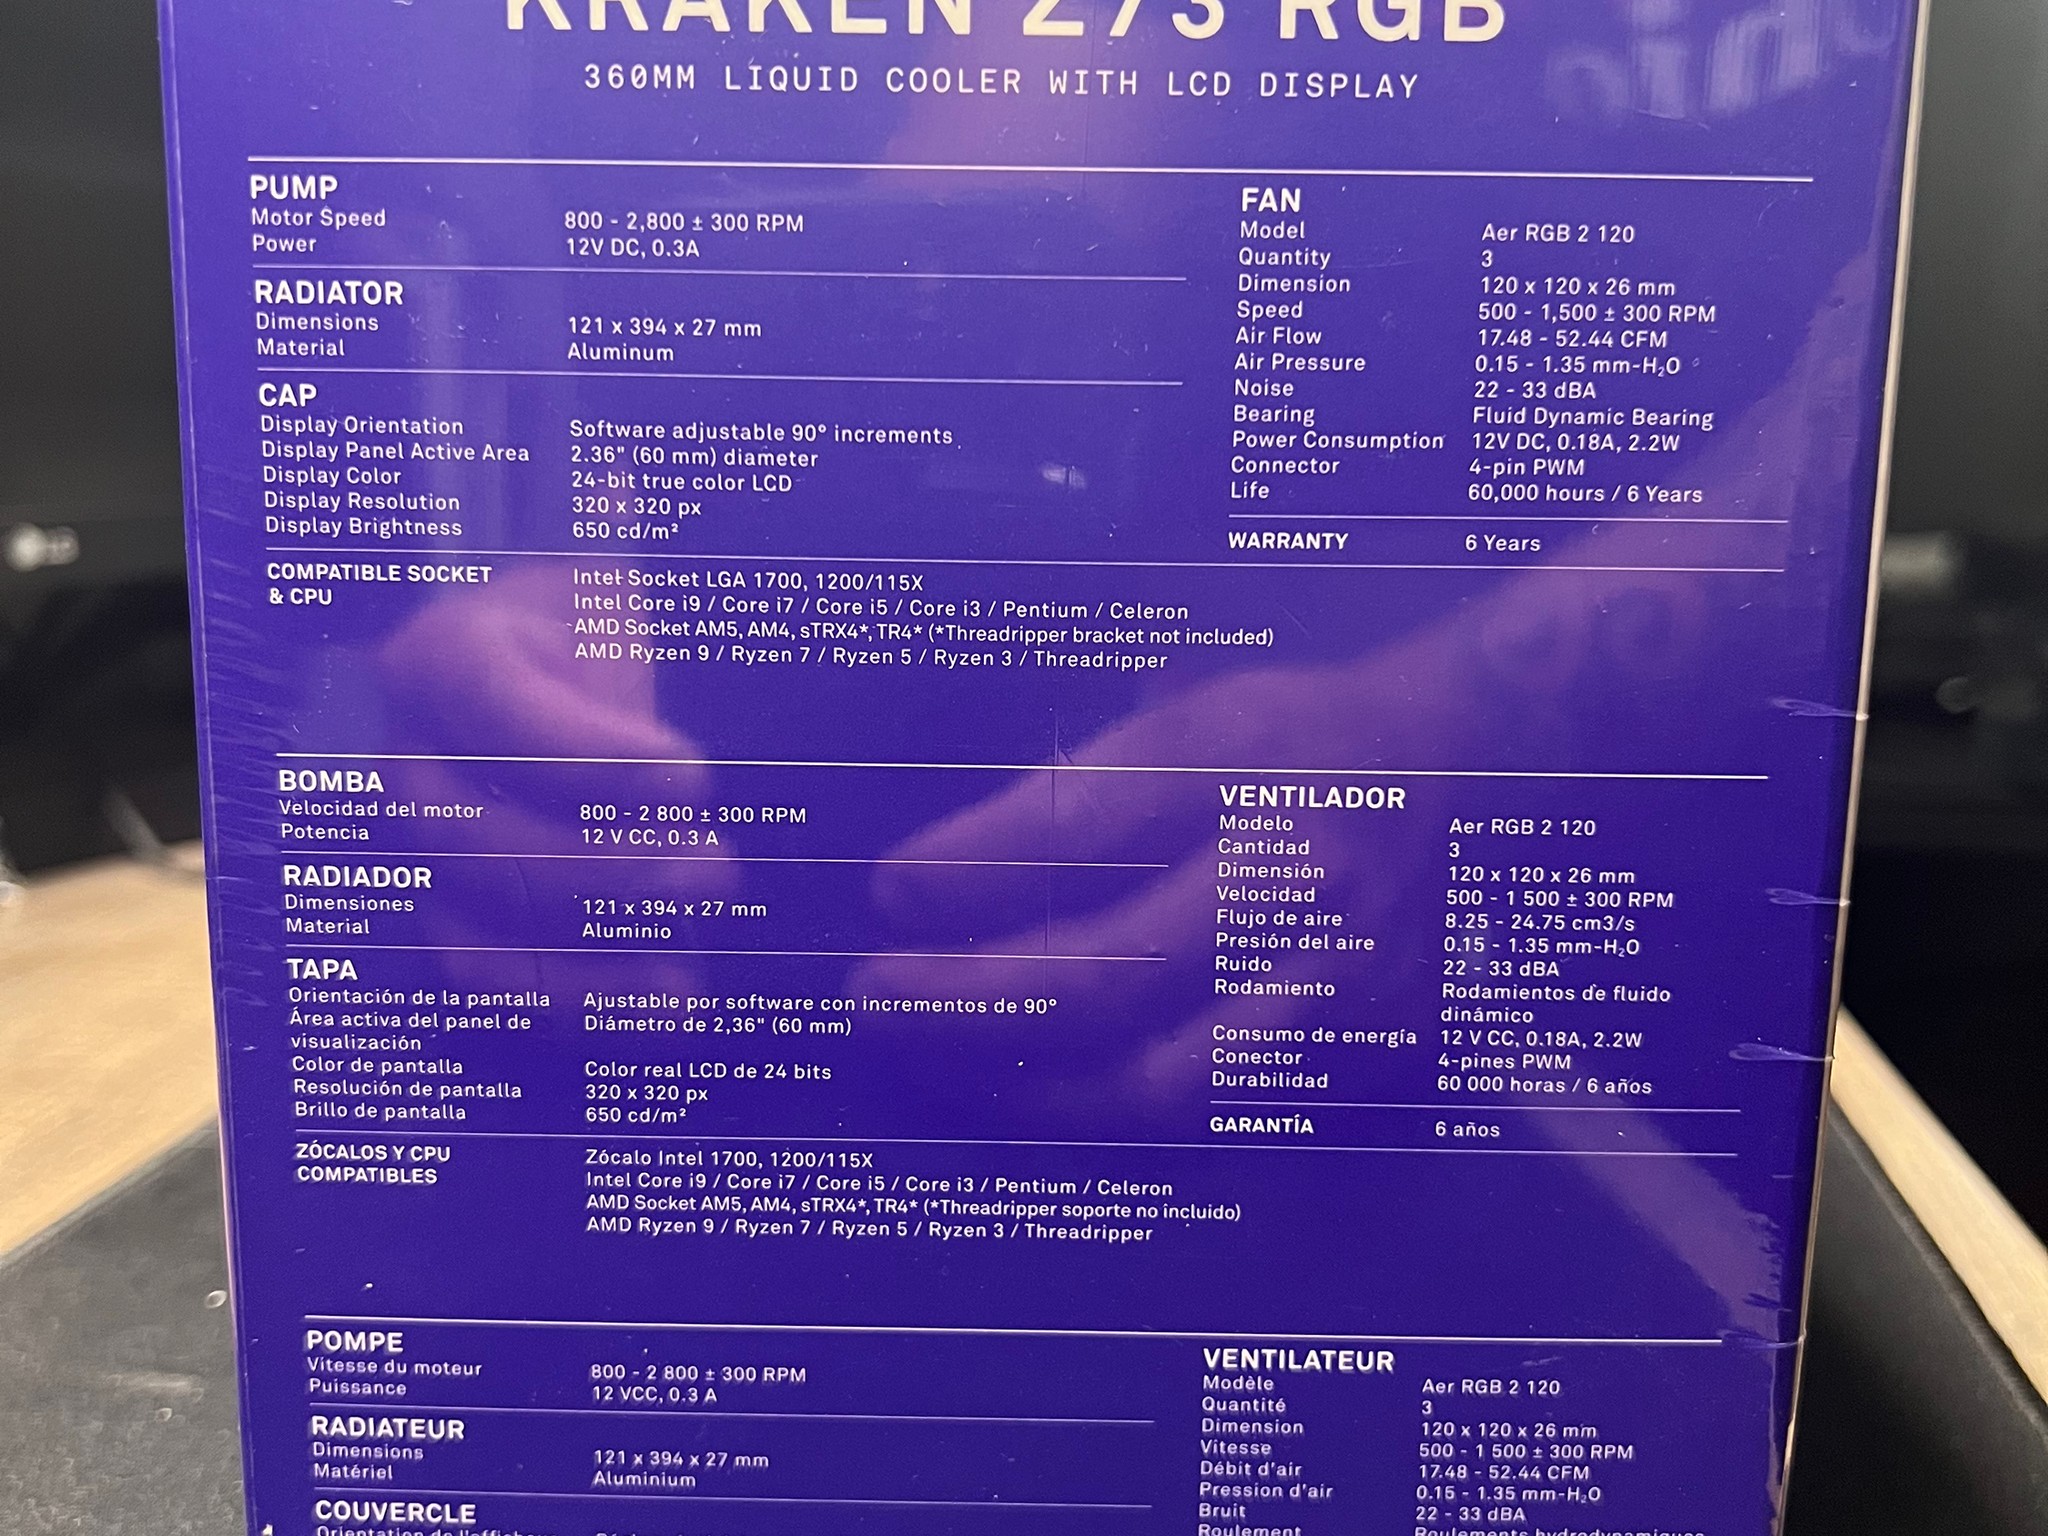 KRAKEN Z73 RGB
360MM LIQUID COOLER WITH LCD DISPLAY
PUMP
Motor Speed 800 - 2,800 ± 300 RPM
Power 12V DC, 0.3A
RADIATOR
Dimensions 121 x 394 x 27 mm
Material Aluminum
CAP
Display Orientation Software adjustable 90° increments
Display Panel Active Area 2.36" (60 mm) diameter
Display Color 24-bit true color LCD
Display Resolution 320 x 320 px
Display Brightness 650 cd/m²
FAN
Model Aer RGB 2 120
Quantity 3
Dimension 120 x 120 x 26 mm
Speed 500 - 1,500 ± 300 RPM
Air Flow 17.48 - 52.44 CFM
Air Pressure 0.15 - 1.35 mm-H₂O
Noise 22 - 33 dBA
Bearing Fluid Dynamic Bearing
Power Consumption 12V DC, 0.18A, 2.2W
Connector 4-pin PWM
Life 60,000 hours / 6 Years
WARRANTY 6 Years
COMPATIBLE SOCKET
& CPU
Intel Socket LGA 1700, 1200/115X
Intel Core i9 / Core i7 / Core i5 / Core i3 / Pentium / Celeron
AMD Socket AM5, AM4, sTRX4*, TR4* (*Threadripper bracket not included)
AMD Ryzen 9 / Ryzen 7 / Ryzen 5 / Ryzen 3 / Threadripper
BOMBA
Velocidad del motor 800 - 2 800 ± 300 RPM
Potencia 12 V CC, 0.3 A
RADIADOR
Dimensiones 121 x 394 x 27 mm
Material Aluminio
TAPA
Orientación de la pantalla Ajustable por software con incrementos de 90°
Área activa del panel de Diámetro de 2,36" (60 mm)
visualización
Color de pantalla Color real LCD de 24 bits
Resolución de pantalla 320 x 320 px
Brillo de pantalla 650 cd/m²
VENTILADOR
Modelo Aer RGB 2 120
Cantidad 3
Dimensión 120 x 120 x 26 mm
Velocidad 500 - 1 500 ± 300 RPM
Flujo de aire 8.25 - 24.75 cm3/s
Presión del aire 0.15 - 1.35 mm-H₂O
Ruido 22 - 33 dBA
Rodamiento Rodamientos de fluido
dinámico
Consumo de energía 12 V CC, 0.18A, 2.2W
Conector 4-pines PWM
Durabilidad 60 000 horas / 6 años
GARANTÍA 6 años
ZÓCALOS Y CPU
COMPATIBLES
Zócalo Intel 1700, 1200/115X
Intel Core i9 / Core i7 / Core i5 / Core i3 / Pentium / Celeron
AMD Socket AM5, AM4, sTRX4*, TR4* (*Threadripper soporte no incluido)
AMD Ryzen 9 / Ryzen 7 / Ryzen 5 / Ryzen 3 / Threadripper
POMPE
Vitesse du moteur 800 - 2 800 ± 300 RPM
Puissance 12 VCC, 0.3 A
RADIATEUR
Dimensions 121 x 394 x 27 mm
Matériel Aluminium
COUVERCLE
Orientation de
VENTILATEUR
Modèle Aer RGB 2 120
Quantité 3
Dimension 120 x 120 x 26 mm
Vitesse 500 - 1 500 ± 300 RPM
Débit d'air 17.48 - 52.44 CFM
Pression d'air 0.15 - 1.35 mm-H₂O
Bruit 22 - 33 dBA
Roulement Roulements hydrodynamiques
LG